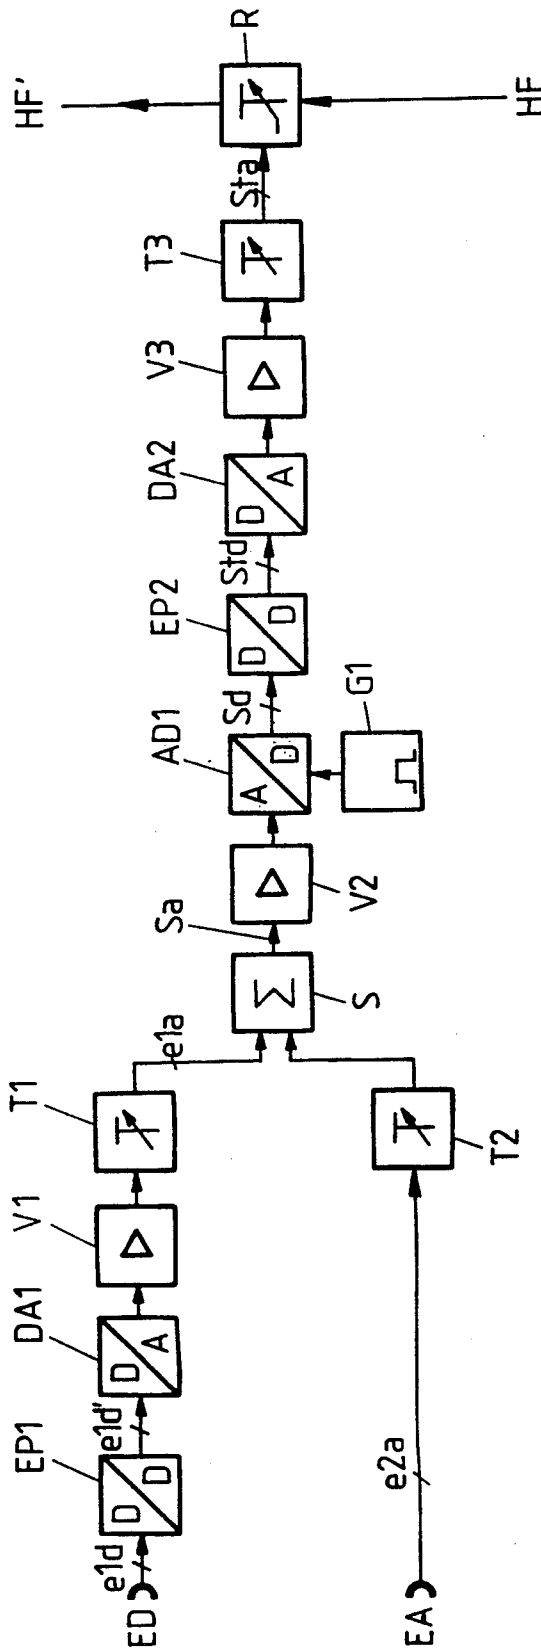 ED
e1d
EP1
D
D
e1d'
DA1
D
A
V1
T1
e1a
EA
e2a
T2
Σ
S
Sa
V2
AD1
A
D
G1
Sd
EP2
D
D
Std
DA2
D
A
V3
T3
Sta
R
HF'
HF